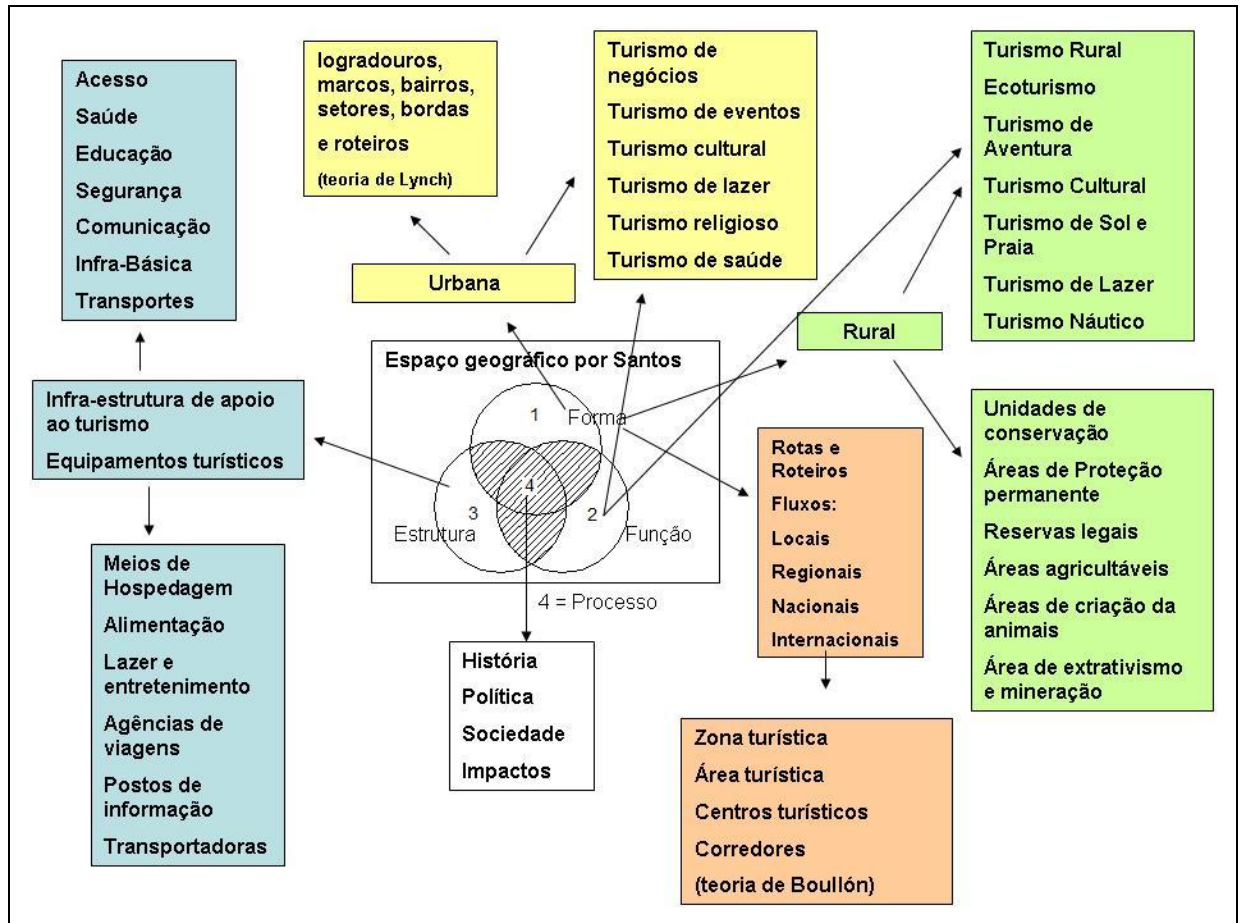 Acesso
Saúde
Educação
Segurança
Comunicação
Infra-Básica
Transportes
logradouros,
marcos, bairros,
setores, bordas
e roteiros
(teoria de Lynch)
Turismo de
negócios
Turismo de eventos
Turismo cultural
Turismo de lazer
Turismo religioso
Turismo de saúde
Turismo Rural
Ecoturismo
Turismo de
Aventura
Turismo Cultural
Turismo de Sol e
Praia
Turismo de Lazer
Turismo Náutico
Urbana
Rural
Infra-estrutura de apoio
ao turismo
Equipamentos turísticos
Espaço geográfico por Santos
1
Forma
4
3
2
Estrutura
Função
4 = Processo
Rotas e
Roteiros
Fluxos:
Locais
Regionais
Nacionais
Internacionais
Unidades de
conservação
Áreas de Proteção
permanente
Reservas legais
Áreas agricultáveis
Áreas de criação da
animais
Área de extrativismo
e mineração
Meios de
Hospedagem
Alimentação
Lazer e
entretenimento
Agências de
viagens
Postos de
informação
Transportadoras
História
Política
Sociedade
Impactos
Zona turística
Área turística
Centros turísticos
Corredores
(teoria de Boullón)